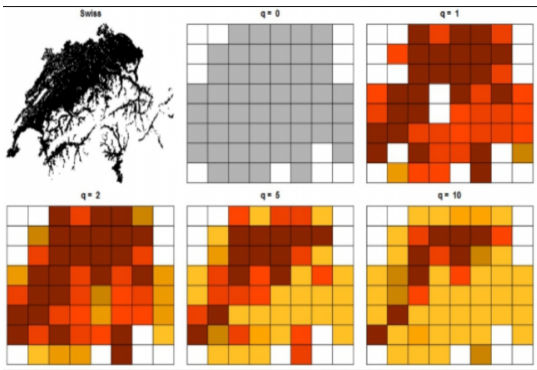 Swiss
q = 0
q = 1
q = 2
q = 5
q = 10